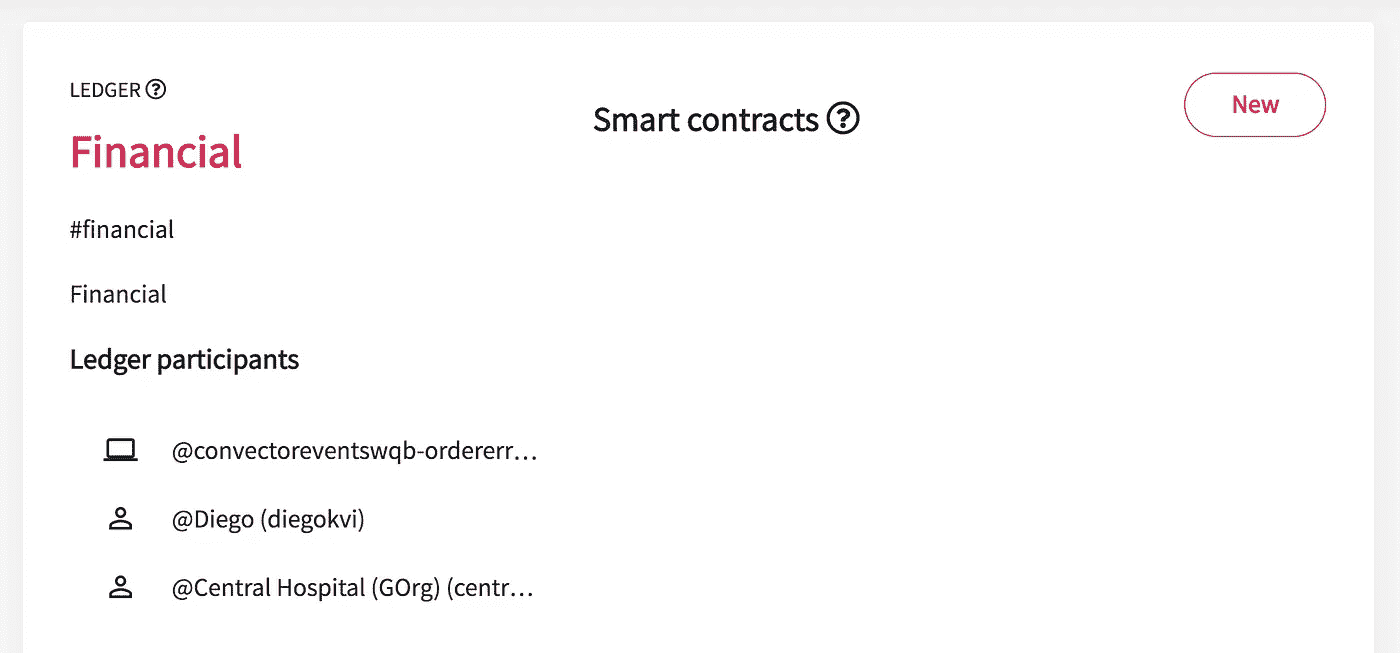 LEDGER ?
Financial
#financial
Financial
Ledger participants
@convectoreventswqb-ordererr...
@Diego (diegokvi)
@Central Hospital (GOrg) (centr...
Smart contracts ?
New